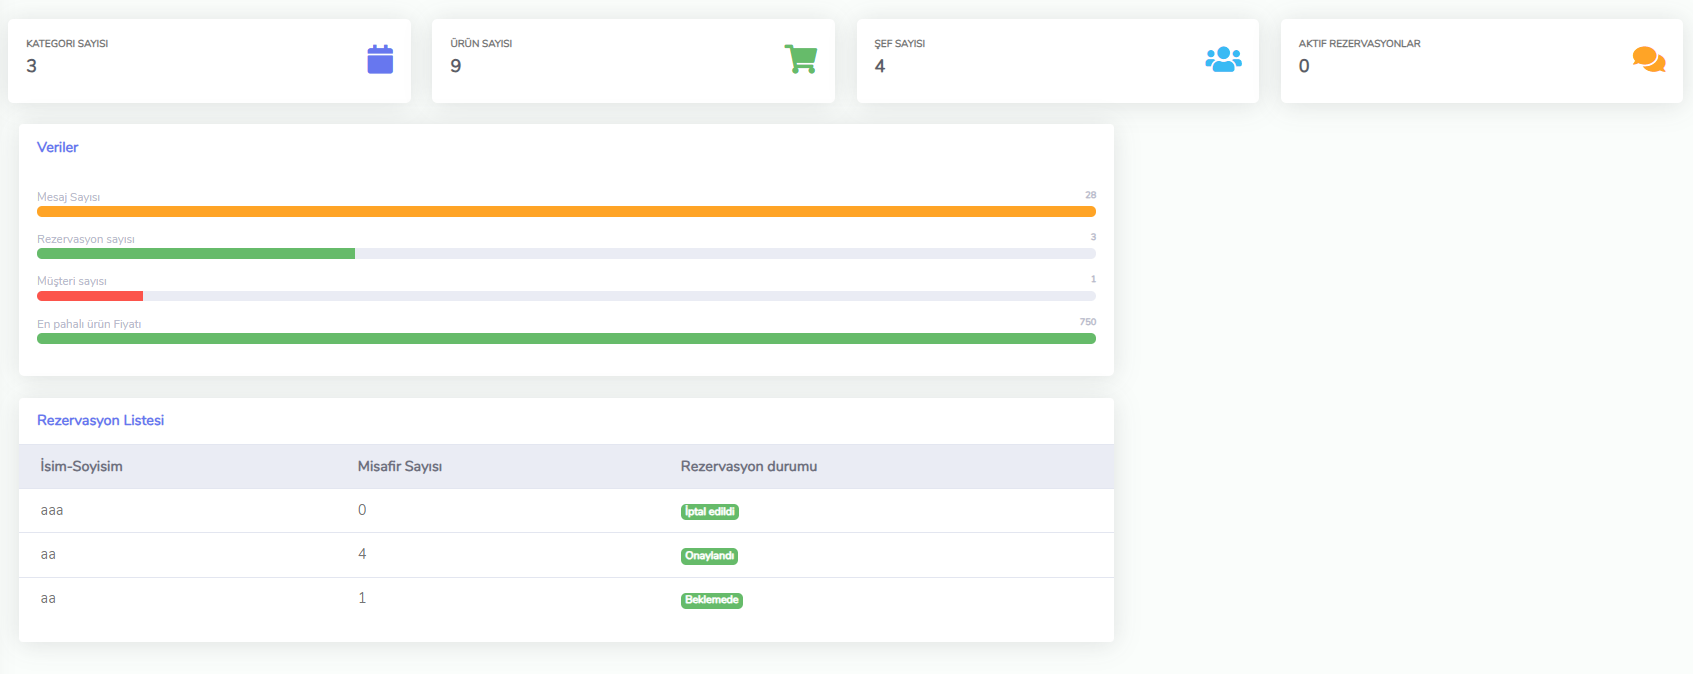 KATEGORI SAYISI
3
ÜRÜN SAYISI
9
ŞEF SAYISI
4
AKTIF REZERVASYONLAR
0
Veriler
Mesaj Sayısı 28
Rezervasyon sayısı 3
Müşteri sayısı 1
En pahalı ürün Fiyatı 750
Rezervasyon Listesi
İsim-Soyisim Misafir Sayısı Rezervasyon durumu
aaa 0 İptal edildi
aa 4 Onaylandı
aa 1 Beklemede